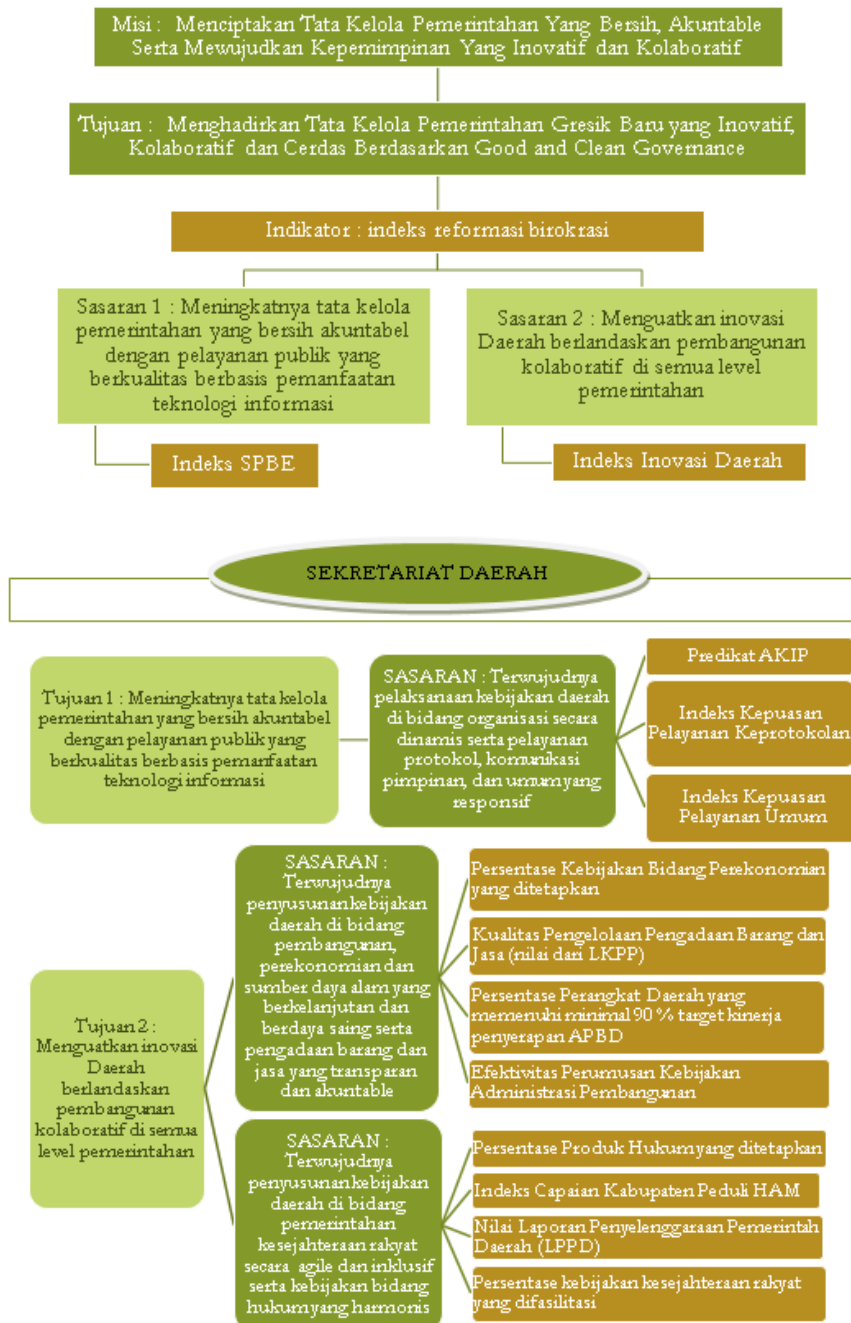 Misi : Menciptakan Tata Kelola Pemerintahan Yang Bersih, Akuntable
Serta Mewujudkan Kepemimpinan Yang Inovatif dan Kolaboratif
Tujuan : Menghadirkan Tata Kelola Pemerintahan Gresik Baru yang Inovatif,
Kolaboratif dan Cerdas Berdasarkan Good and Clean Governance
Indikator : indeks reformasi birokrasi
Sasaran 1 : Meningkatnya tata kelola
pemerintahan yang bersih akuntabel
dengan pelayanan publik yang
berkualitas berbasis pemanfaatan
teknologi informasi
Indeks SPBE
Sasaran 2 : Menguatkan inovasi
Daerah berlandaskan pembangunan
kolaboratif di semua level
pemerintahan
Indeks Inovasi Daerah
SEKRETARIAT DAERAH
Tujuan 1 : Meningkatnya tata kelola
pemerintahan yang bersih akuntabel
dengan pelayanan publik yang
berkualitas berbasis pemanfaatan
teknologi informasi
SASARAN : Terwujudnya
pelaksanaan kebijakan daerah
di bidang organisasi secara
dinamis serta pelayanan
protokol, komunikasi
pimpinan, dan umum yang
responsif
Predikat AKIP
Indeks Kepuasan
Pelayanan Keprotokolan
Indeks Kepuasan
Pelayanan Umum
Tujuan 2 :
Menguatkan inovasi
Daerah
berlandaskan
pembangunan
kolaboratif di semua
level pemerintahan
SASARAN :
Terwujudnya
penyusunan kebijakan
daerah di bidang
pembangunan,
perekonomian dan
sumber daya alam yang
berkelanjutan dan
berdaya saing serta
pengadaan barang dan
jasa yang transparan
dan akuntable
Persentase Kebijakan Bidang Perekonomian
yang ditetapkan
Kualitas Pengelolaan Pengadaan Barang dan
Jasa (nilai dari LKPP)
Persentase Perangkat Daerah yang
memenuhi minimal 90 % target kinerja
penyerapan APBD
Efektivitas Perumusan Kebijakan
Administrasi Pembangunan
SASARAN :
Terwujudnya
penyusunan kebijakan
daerah di bidang
pemerintahan
kesejahteraan rakyat
secara agile dan inklusif
serta kebijakan bidang
hukum yang harmonis
Persentase Produk Hukum yang ditetapkan
Indeks Capaian Kabupaten Peduli HAM
Nilai Laporan Penyelenggaraan Pemerintah
Daerah (LPPD)
Persentase kebijakan kesejahteraan rakyat
yang difasilitasi